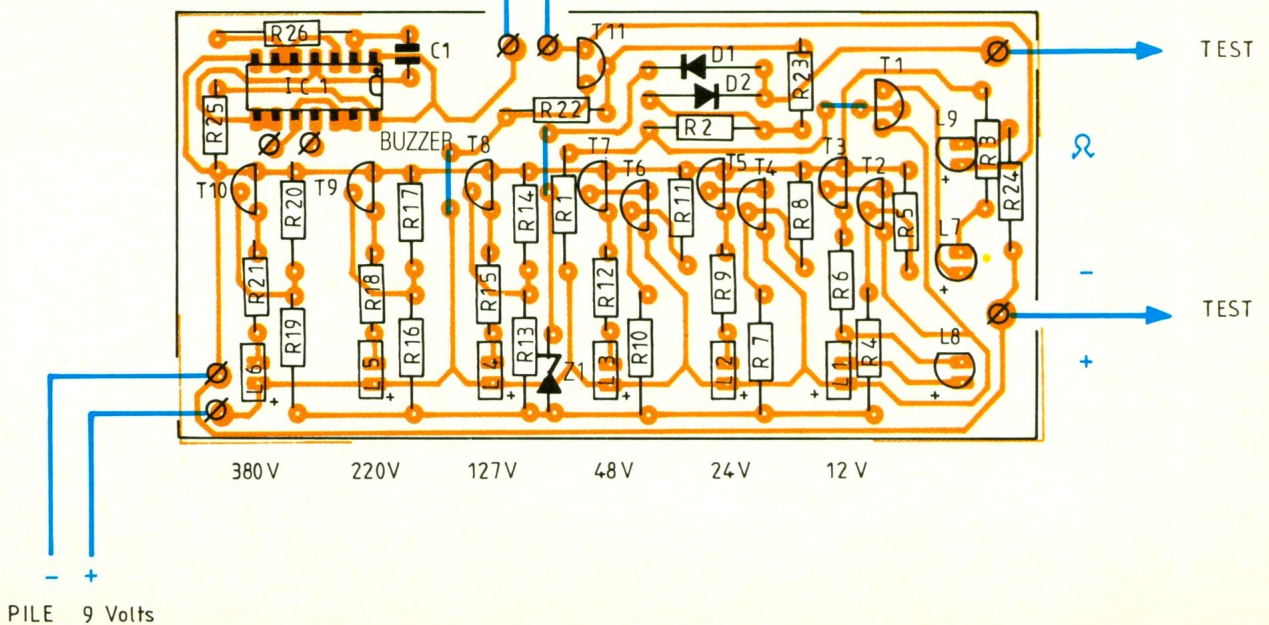 R26
C1
T11
IC1
D1
D2
R23
T1
TEST
R25
R22
R2
L9
R3
Ω
BUZZER
T8
T7
T6
T5
T4
T3
T2
R24
T10
R20
T9
R17
R14
R1
R11
R8
R5
L7
+
−
R21
R18
R15
R12
R9
R6
+
TEST
R19
R16
R13
R10
R7
R4
L8
+
L6
L5
L4
Z1
L3
L2
L1
+
+
+
+
+
+
+
380V
220V
127V
48V
24V
12V
− +
PILE 9 Volts